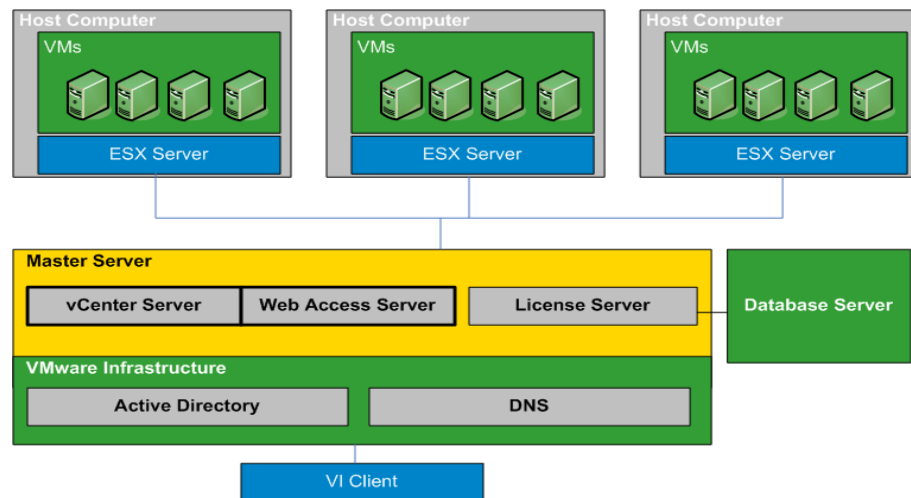 Host Computer
VMs
ESX Server
Host Computer
VMs
ESX Server
Host Computer
VMs
ESX Server
Master Server
vCenter Server
Web Access Server
License Server
Database Server
VMware Infrastructure
Active Directory
DNS
VI Client